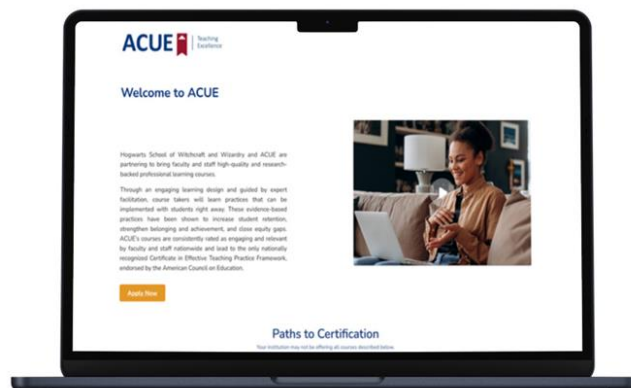 ACUE
Teaching
Excellence
Welcome to ACUE
Hogwarts School of Witchcraft and Wizardry and ACUE are
partnering to bring faculty and staff high-quality and research-
backed professional learning courses.
Through an engaging learning design and guided by expert
facilitation, course takers will learn practices that can be
implemented with students right away. These evidence-based
practices have been shown to increase student retention,
strengthen belonging and achievement, and close equity gaps.
ACUE's courses are consistently rated as engaging and relevant
by faculty and staff nationwide and lead to the only nationally
recognized Certificate in Effective Teaching Practice Framework,
endorsed by the American Council on Education.
Apply Now
Paths to Certification
Your institution may not be offering all courses described below.